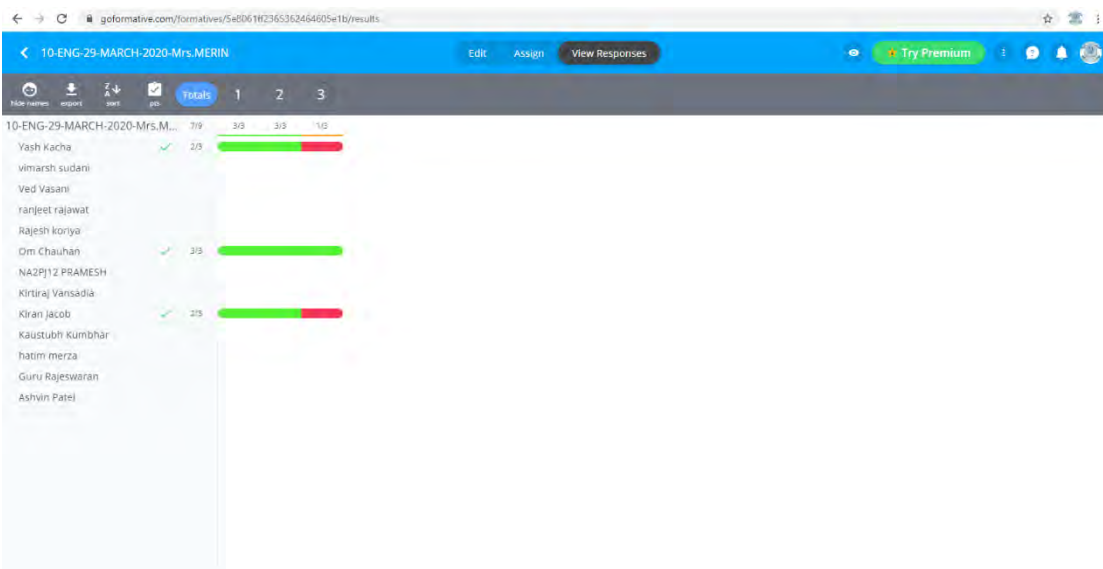 goformative.com/formatives/5e8061ff2365362464605e1b/results
10-ENG-29-MARCH-2020-Mrs.MERIN Edit Assign View Responses Try Premium
hide names export sort pts Totals 1 2 3
10-ENG-29-MARCH-2020-Mrs.M... 7/9 3/3 3/3 1/3
Yash Kacha 2/3
vimarsh sudani
Ved Vasani
ranjeet rajawat
Rajesh koriya
Om Chauhan 3/3
NA2PJ12 PRAMESH
Kirtiraj Vansadia
Kiran Jacob 2/3
Kaustubh Kumbhar
hatim merza
Guru Rajeswaran
Ashvin Patel